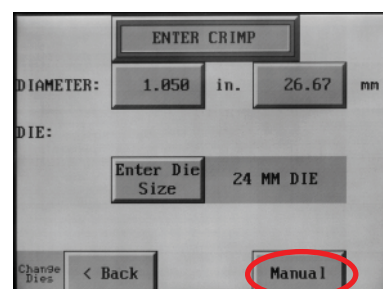 ENTER CRIMP
DIAMETER: 1.050 in. 26.67 mm
DIE:
Enter Die
Size
24 MM DIE
Change
Dies
< Back
Manual